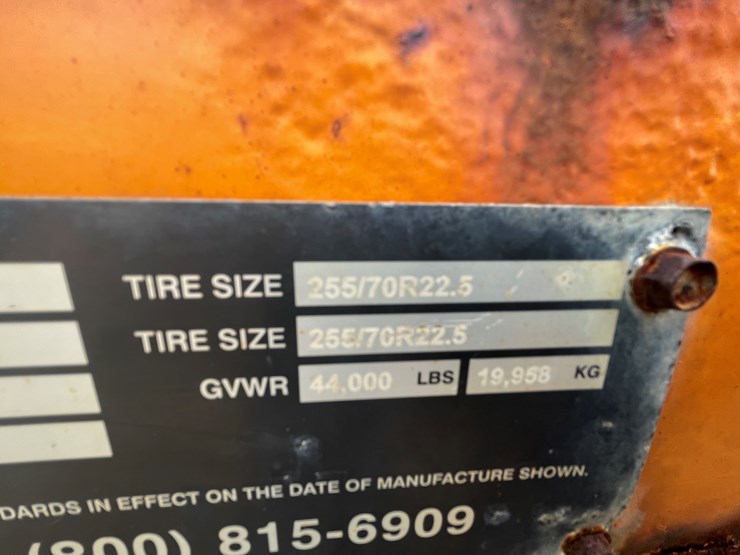 TIRE SIZE 255/70R22.5
TIRE SIZE 255/70R22.5
GVWR 44,000 LBS 19,958 KG
DARDS IN EFFECT ON THE DATE OF MANUFACTURE SHOWN.
(800) 815-6909